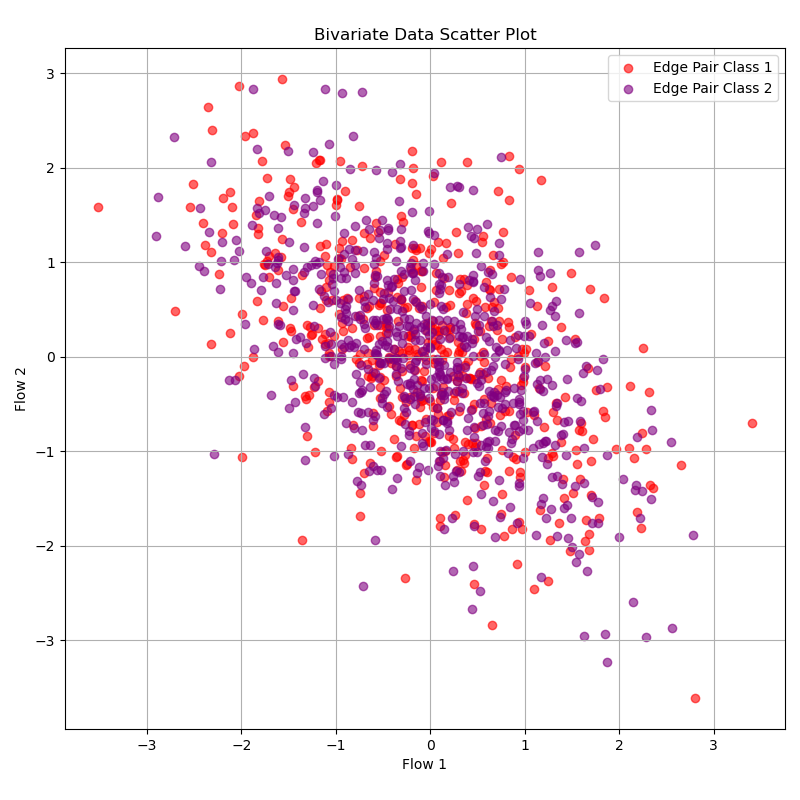 Bivariate Data Scatter Plot
Edge Pair Class 1
Edge Pair Class 2
3
2
1
0
−1
−2
−3
Flow 2
−3 −2 −1 0 1 2 3
Flow 1